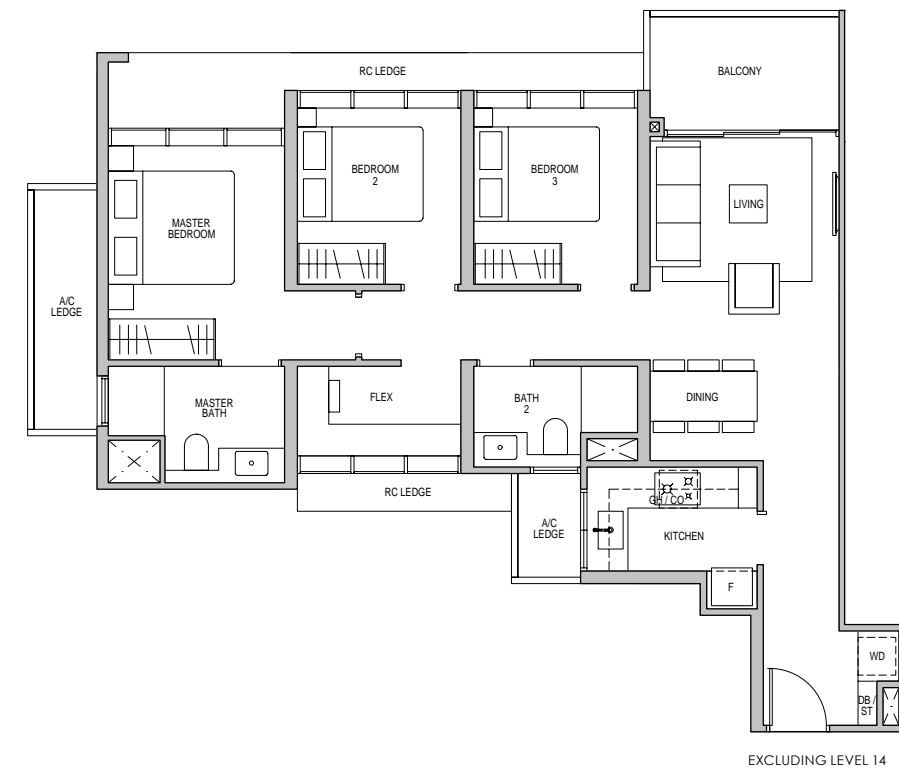 RC LEDGE
BALCONY
BEDROOM
2
BEDROOM
3
LIVING
MASTER
BEDROOM
A/C
LEDGE
MASTER
BATH
FLEX
BATH
2
DINING
RC LEDGE
A/C
LEDGE
GH / CO
KITCHEN
F
WD
DB /
ST
EXCLUDING LEVEL 14